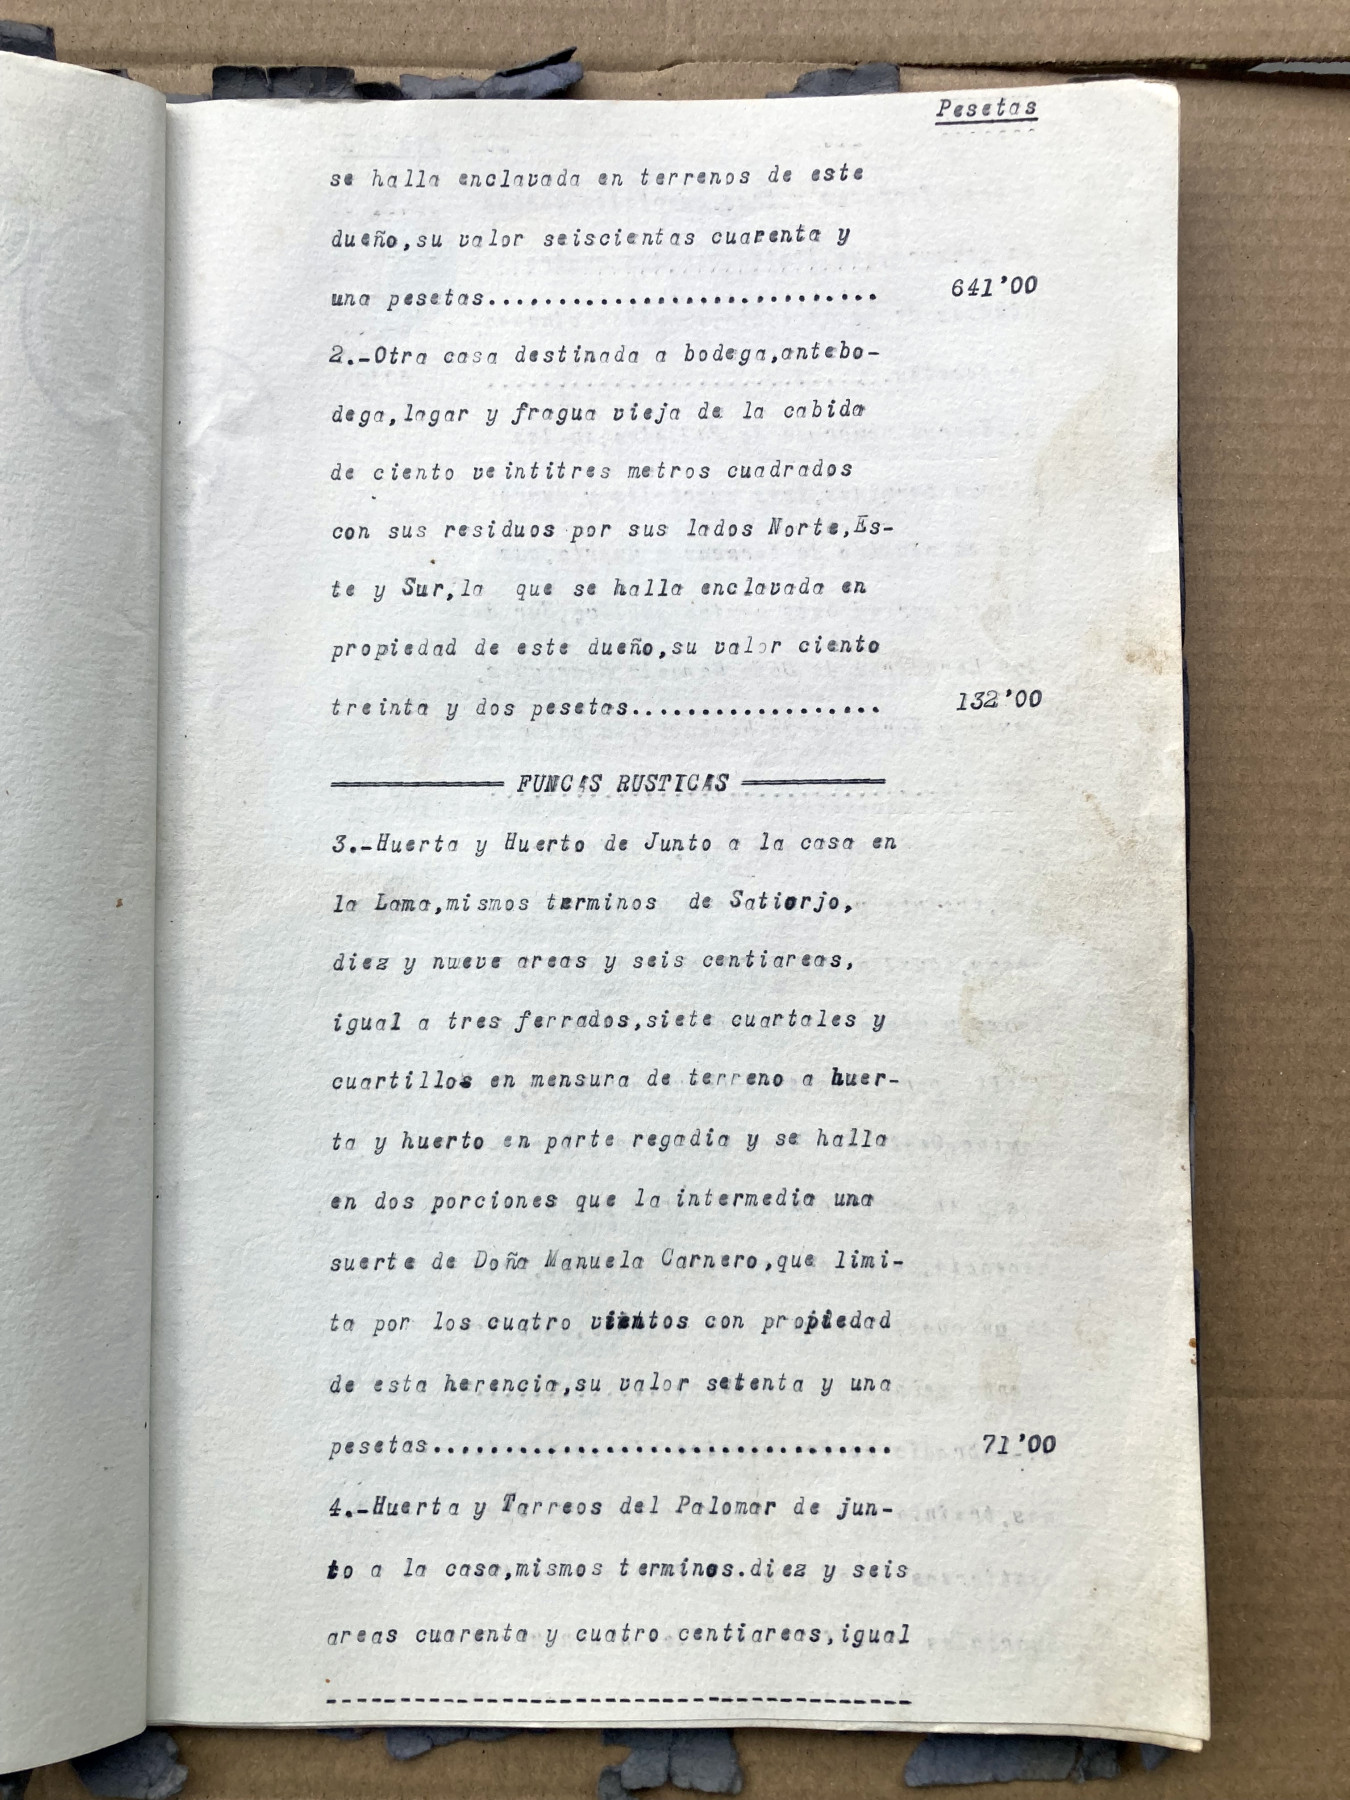 Pesetas
se halla enclavada en terrenos de este
dueño,su valor seiscientas cuarenta y
una pesetas............................ 641'00
2.-Otra casa destinada a bodega,antebo-
dega,lagar y fragua vieja de la cabida
de ciento veintitres metros cuadrados
con sus residuos por sus lados Norte,Es-
te y Sur,la que se halla enclavada en
propiedad de este dueño,su valor ciento
treinta y dos pesetas.................. 132'00
FUNCAS RUSTICAS
3.-Huerta y Huerto de Junto a la casa en
la Lama,mismos terminos de Satiorjo,
diez y nueve areas y seis centiareas,
igual a tres ferrados,siete cuartales y
cuartillos en mensura de terreno a huer-
ta y huerto en parte regadia y se halla
en dos porciones que la intermedia una
suerte de Doña Manuela Carnero,que limi-
ta por los cuatro vientos con propiedad
de esta herencia,su valor setenta y una
pesetas................................ 71'00
4.-Huerta y Tarreos del Palomar de jun-
to a la casa,mismos terminos.diez y seis
areas cuarenta y cuatro centiareas,igual